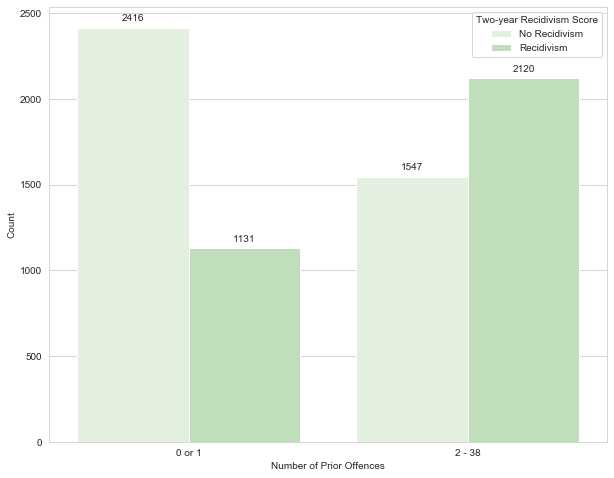 2500
2000
1500
1000
500
0
Count
2416
1131
1547
2120
Two-year Recidivism Score
No Recidivism
Recidivism
0 or 1
2 - 38
Number of Prior Offences